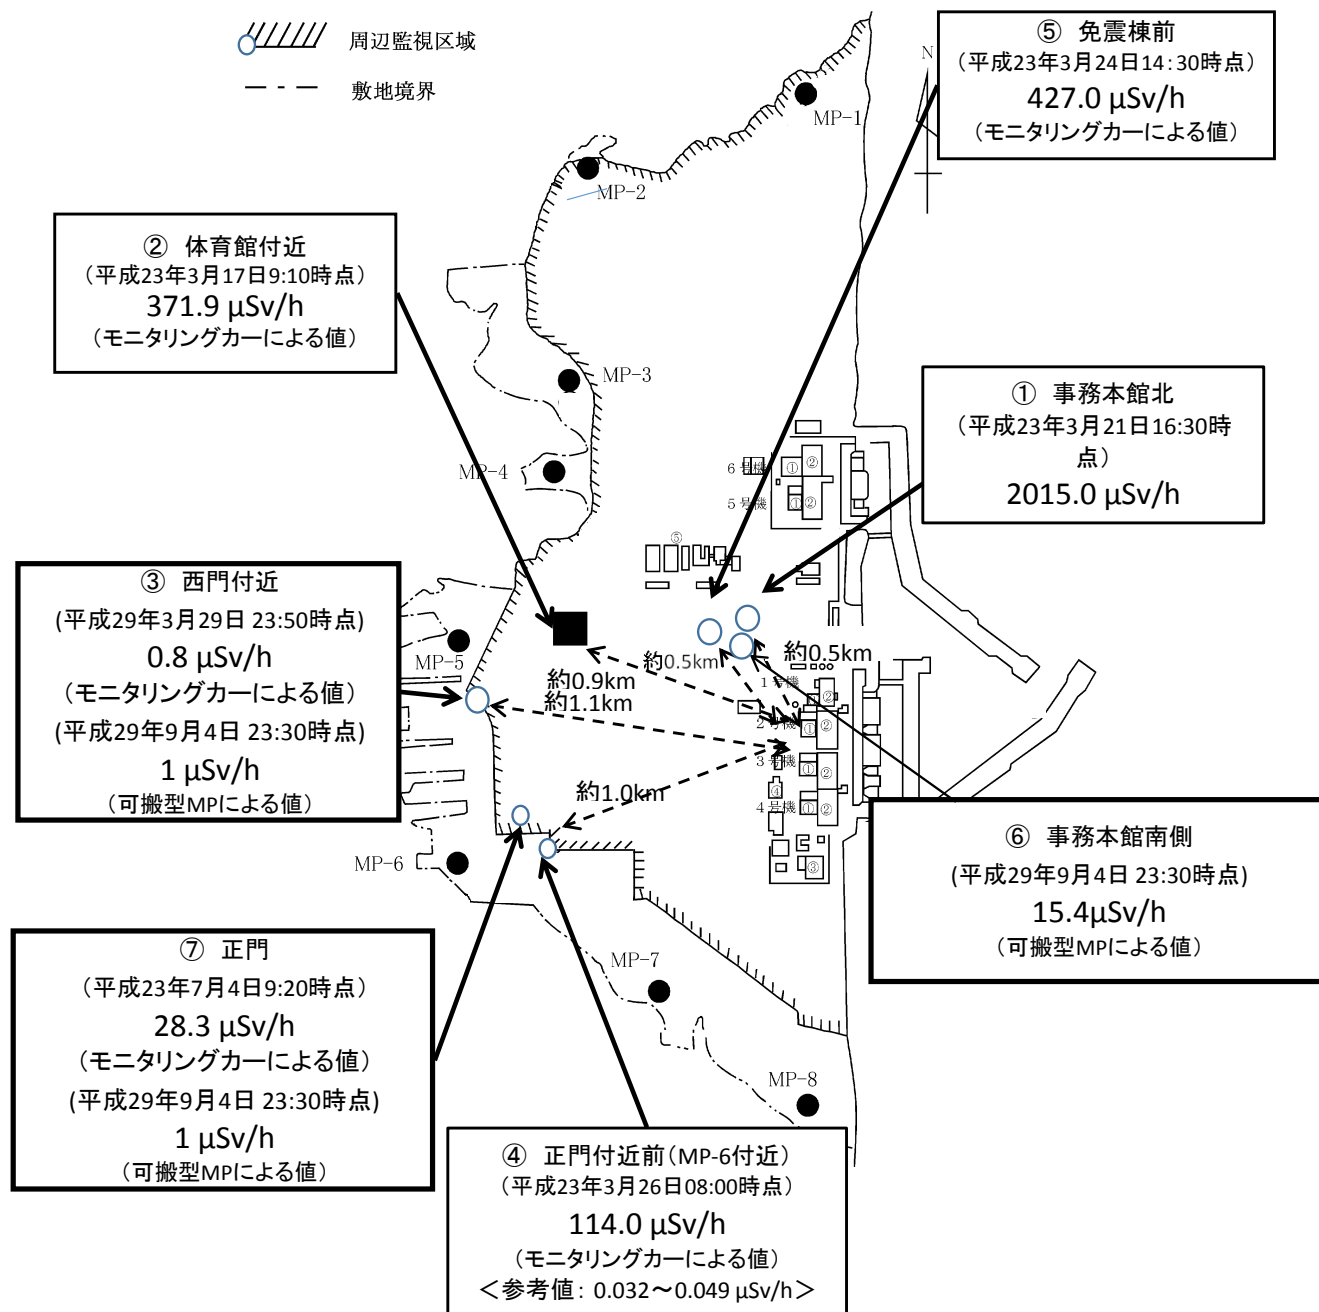 周辺監視区域
敷地境界
⑤ 免震棟前
(平成23年3月24日14:30時点)
427.0 μSv/h
(モニタリングカーによる値)
N
MP-1
MP-2
② 体育館付近
(平成23年3月17日9:10時点)
371.9 μSv/h
(モニタリングカーによる値)
MP-3
① 事務本館北
(平成23年3月21日16:30時
点)
2015.0 μSv/h
MP-4
6号機
① ②
5号機
① ②
⑤
③ 西門付近
(平成29年3月29日 23:50時点)
0.8 μSv/h
(モニタリングカーによる値)
(平成29年9月4日 23:30時点)
1 μSv/h
(可搬型MPによる値)
MP-5
約0.9km
約1.1km
約0.5km
約0.5km
1号機
②
2号機
① ②
3号機
① ②
④
4号機
① ②
③
約1.0km
MP-6
⑥ 事務本館南側
(平成29年9月4日 23:30時点)
15.4μSv/h
(可搬型MPによる値)
⑦ 正門
(平成23年7月4日9:20時点)
28.3 μSv/h
(モニタリングカーによる値)
(平成29年9月4日 23:30時点)
1 μSv/h
(可搬型MPによる値)
MP-7
MP-8
④ 正門付近前(MP-6付近)
(平成23年3月26日08:00時点)
114.0 μSv/h
(モニタリングカーによる値)
<参考値: 0.032~0.049 μSv/h>